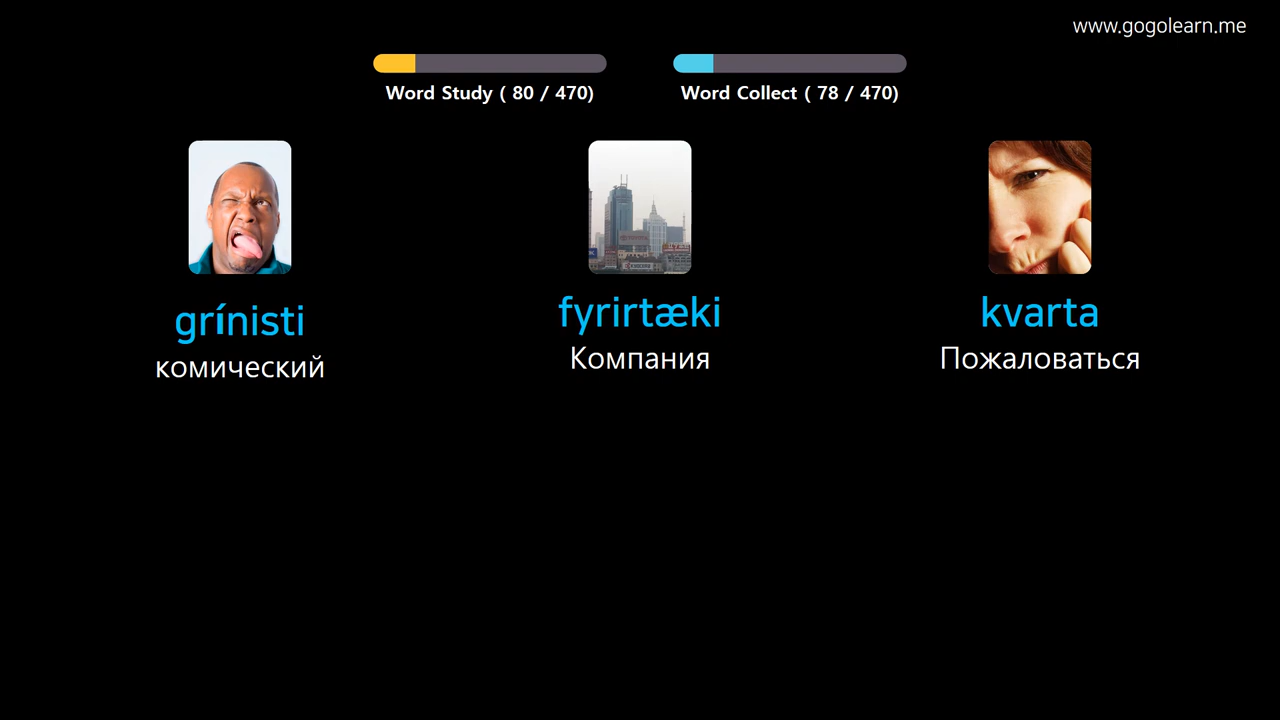 www.gogolearn.me
Word Study ( 80 / 470)
Word Collect ( 78 / 470)
grínisti
комический
fyrirtæki
Компания
kvarta
Пожаловаться